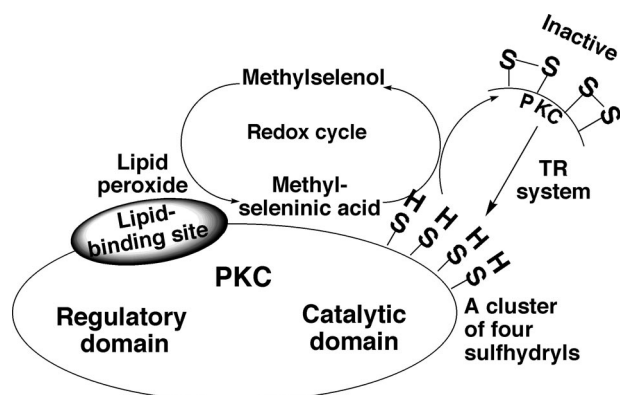 Inactive
S S S S
PKC
Methylselenol
Redox cycle
TR
system
Lipid
peroxide
Methyl-
seleninic acid
Lipid-
binding site
H H H H
S S S S
PKC
Regulatory
domain
Catalytic
domain
A cluster
of four
sulfhydryls